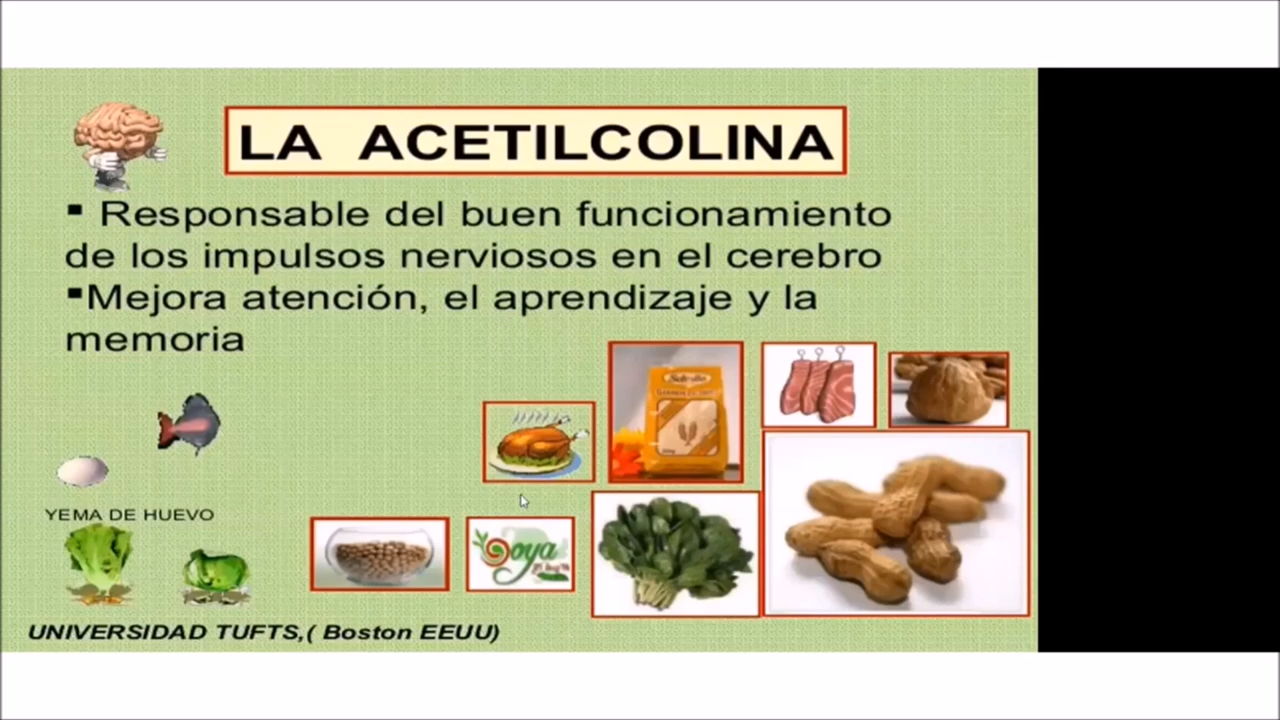 LA ACETILCOLINA
▪ Responsable del buen funcionamiento
de los impulsos nerviosos en el cerebro
▪Mejora atención, el aprendizaje y la
memoria
YEMA DE HUEVO
Soya
UNIVERSIDAD TUFTS,( Boston EEUU)